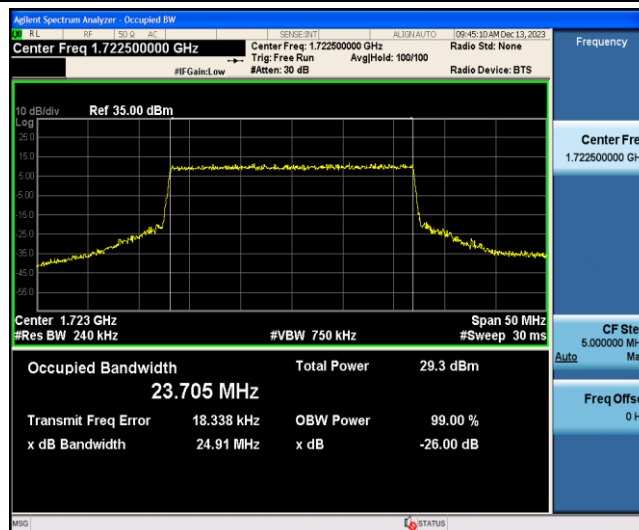 Agilent Spectrum Analyzer - Occupied BW
RL RF 50 Ω AC SENSE:INT ALIGN AUTO 09:45:10 AM Dec 13, 2023
Center Freq 1.722500000 GHz
Center Freq: 1.722500000 GHz Radio Std: None
Trig: Free Run Avg|Hold: 100/100
#IFGain:Low #Atten: 30 dB Radio Device: BTS
10 dB/div Ref 35.00 dBm
Log
25.0
15.0
5.00
-5.00
-15.0
-25.0
-35.0
-45.0
-55.0
Center 1.723 GHz Span 50 MHz
#Res BW 240 kHz #VBW 750 kHz #Sweep 30 ms
Occupied Bandwidth Total Power 29.3 dBm
23.705 MHz
Transmit Freq Error 18.338 kHz OBW Power 99.00 %
x dB Bandwidth 24.91 MHz x dB -26.00 dB
MSG STATUS
Frequency
Center Fre
1.722500000 GH
CF Ste
5.000000 MH
Auto Ma
Freq Offse
0 H